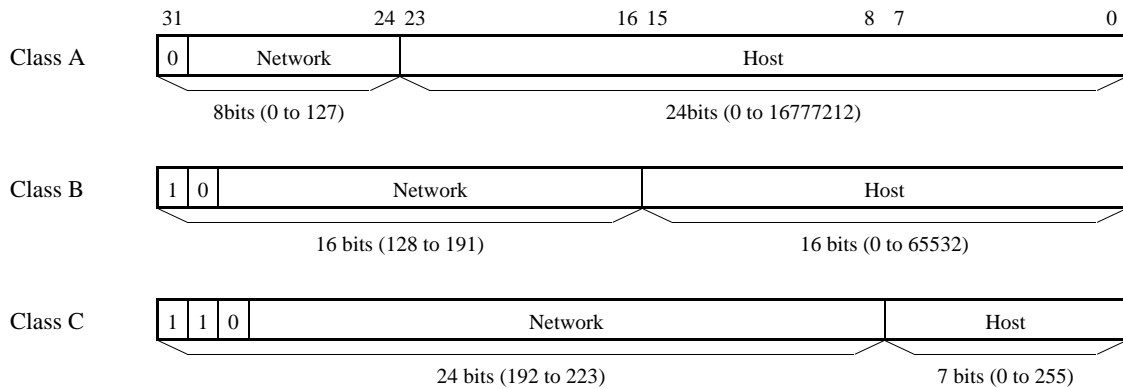 31 24 23 16 15 8 7 0
Class A 0 Network Host
8bits (0 to 127) 24bits (0 to 16777212)
Class B 1 0 Network Host
16 bits (128 to 191) 16 bits (0 to 65532)
Class C 1 1 0 Network Host
24 bits (192 to 223) 7 bits (0 to 255)